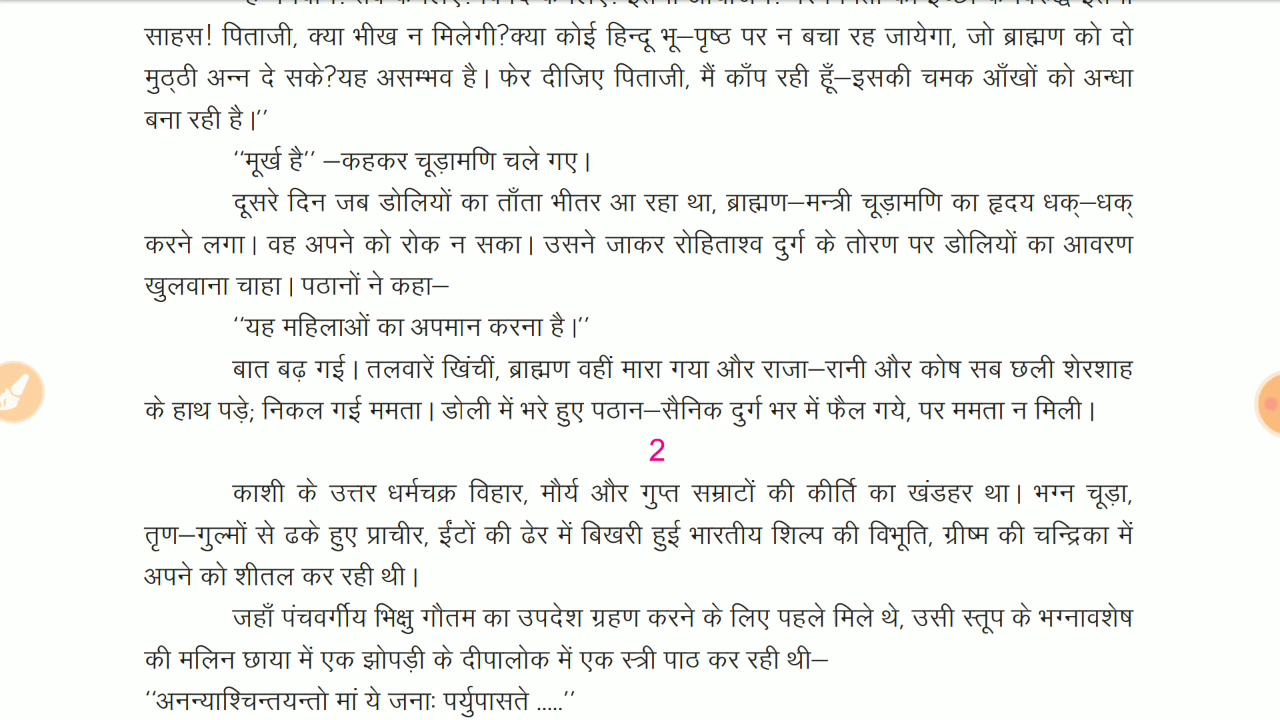 साहस! पिताजी, क्या भीख न मिलेगी?क्या कोई हिन्दू भू–पृष्ठ पर न बचा रह जायेगा, जो ब्राह्मण को दो
मुठ्ठी अन्न दे सके?यह असम्भव है। फेर दीजिए पिताजी, मैं काँप रही हूँ–इसकी चमक आँखों को अन्धा
बना रही है।’’
‘‘मूर्ख है’’ –कहकर चूड़ामणि चले गए।
दूसरे दिन जब डोलियों का ताँता भीतर आ रहा था, ब्राह्मण–मन्त्री चूड़ामणि का हृदय धक्–धक्
करने लगा। वह अपने को रोक न सका। उसने जाकर रोहिताश्व दुर्ग के तोरण पर डोलियों का आवरण
खुलवाना चाहा। पठानों ने कहा–
‘‘यह महिलाओं का अपमान करना है।’’
बात बढ़ गई। तलवारें खिंचीं, ब्राह्मण वहीं मारा गया और राजा–रानी और कोष सब छली शेरशाह
के हाथ पड़े; निकल गई ममता। डोली में भरे हुए पठान–सैनिक दुर्ग भर में फैल गये, पर ममता न मिली।
2
काशी के उत्तर धर्मचक्र विहार, मौर्य और गुप्त सम्राटों की कीर्ति का खंडहर था। भग्न चूड़ा,
तृण–गुल्मों से ढके हुए प्राचीर, ईंटों की ढेर में बिखरी हुई भारतीय शिल्प की विभूति, ग्रीष्म की चन्द्रिका में
अपने को शीतल कर रही थी।
जहाँ पंचवर्गीय भिक्षु गौतम का उपदेश ग्रहण करने के लिए पहले मिले थे, उसी स्तूप के भग्नावशेष
की मलिन छाया में एक झोपड़ी के दीपालोक में एक स्त्री पाठ कर रही थी–
‘‘अनन्याश्चिन्तयन्तो मां ये जनाः पर्युपासते .....’’